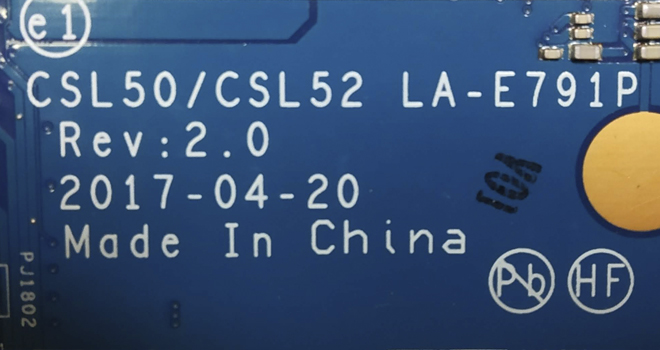 e1
CSL50/CSL52 LA-E791P
Rev:2.0
2017-04-20
Made In China
Pb HF
PJ1802